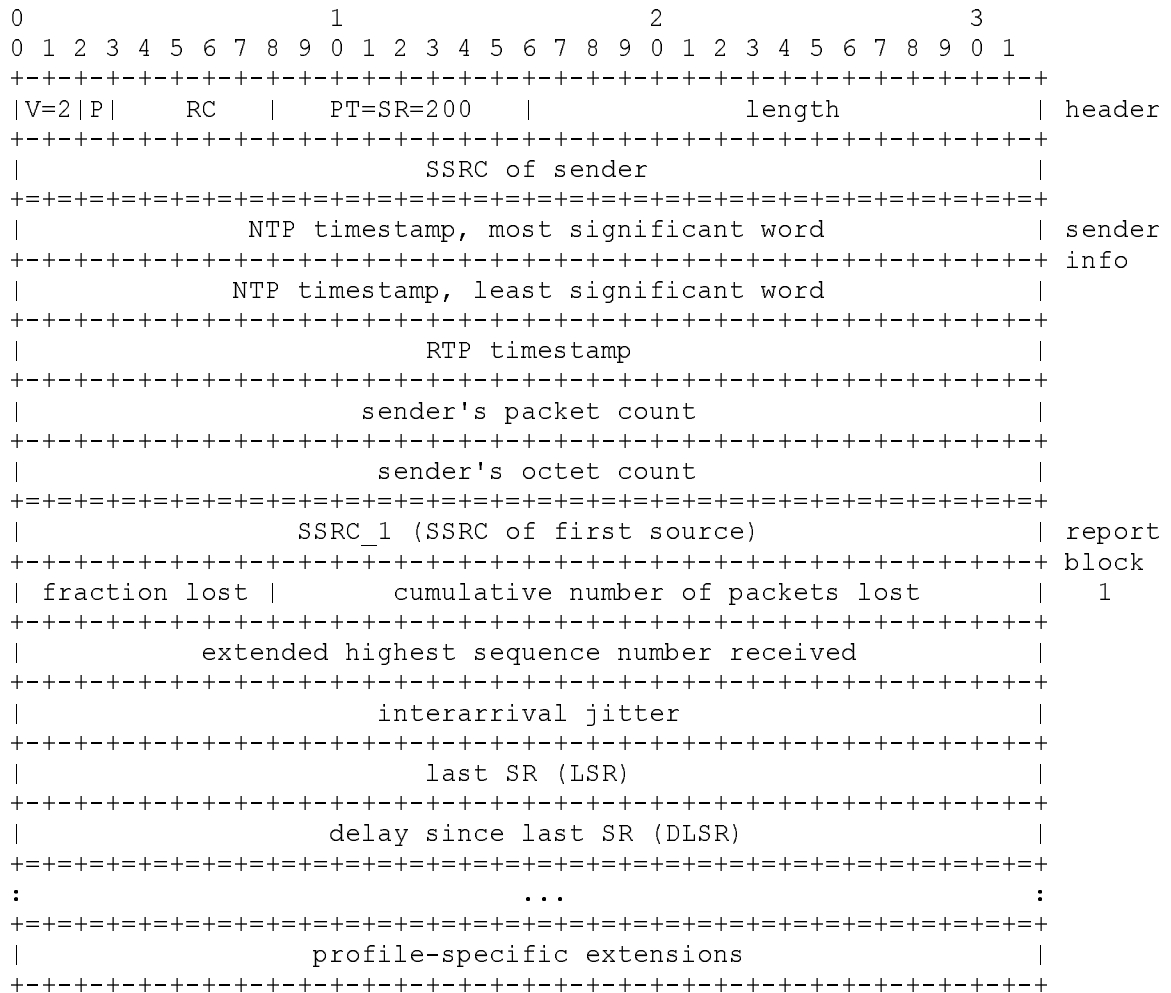 0                   1                   2                   3
0 1 2 3 4 5 6 7 8 9 0 1 2 3 4 5 6 7 8 9 0 1 2 3 4 5 6 7 8 9 0 1
+-+-+-+-+-+-+-+-+-+-+-+-+-+-+-+-+-+-+-+-+-+-+-+-+-+-+-+-+-+-+-+-+
|V=2|P|    RC   |   PT=SR=200   |             length            | header
+-+-+-+-+-+-+-+-+-+-+-+-+-+-+-+-+-+-+-+-+-+-+-+-+-+-+-+-+-+-+-+-+
|                         SSRC of sender                        |
+=+=+=+=+=+=+=+=+=+=+=+=+=+=+=+=+=+=+=+=+=+=+=+=+=+=+=+=+=+=+=+=+
|              NTP timestamp, most significant word             | sender
+-+-+-+-+-+-+-+-+-+-+-+-+-+-+-+-+-+-+-+-+-+-+-+-+-+-+-+-+-+-+-+-+ info
|             NTP timestamp, least significant word             |
+-+-+-+-+-+-+-+-+-+-+-+-+-+-+-+-+-+-+-+-+-+-+-+-+-+-+-+-+-+-+-+-+
|                         RTP timestamp                         |
+-+-+-+-+-+-+-+-+-+-+-+-+-+-+-+-+-+-+-+-+-+-+-+-+-+-+-+-+-+-+-+-+
|                     sender's packet count                     |
+-+-+-+-+-+-+-+-+-+-+-+-+-+-+-+-+-+-+-+-+-+-+-+-+-+-+-+-+-+-+-+-+
|                      sender's octet count                     |
+=+=+=+=+=+=+=+=+=+=+=+=+=+=+=+=+=+=+=+=+=+=+=+=+=+=+=+=+=+=+=+=+
|                 SSRC_1 (SSRC of first source)                 | report
+-+-+-+-+-+-+-+-+-+-+-+-+-+-+-+-+-+-+-+-+-+-+-+-+-+-+-+-+-+-+-+-+ block
| fraction lost |       cumulative number of packets lost       |   1
+-+-+-+-+-+-+-+-+-+-+-+-+-+-+-+-+-+-+-+-+-+-+-+-+-+-+-+-+-+-+-+-+
|           extended highest sequence number received           |
+-+-+-+-+-+-+-+-+-+-+-+-+-+-+-+-+-+-+-+-+-+-+-+-+-+-+-+-+-+-+-+-+
|                      interarrival jitter                      |
+-+-+-+-+-+-+-+-+-+-+-+-+-+-+-+-+-+-+-+-+-+-+-+-+-+-+-+-+-+-+-+-+
|                         last SR (LSR)                         |
+-+-+-+-+-+-+-+-+-+-+-+-+-+-+-+-+-+-+-+-+-+-+-+-+-+-+-+-+-+-+-+-+
|                   delay since last SR (DLSR)                  |
+=+=+=+=+=+=+=+=+=+=+=+=+=+=+=+=+=+=+=+=+=+=+=+=+=+=+=+=+=+=+=+=+
:                               ...                             :
+=+=+=+=+=+=+=+=+=+=+=+=+=+=+=+=+=+=+=+=+=+=+=+=+=+=+=+=+=+=+=+=+
|                  profile-specific extensions                  |
+-+-+-+-+-+-+-+-+-+-+-+-+-+-+-+-+-+-+-+-+-+-+-+-+-+-+-+-+-+-+-+-+